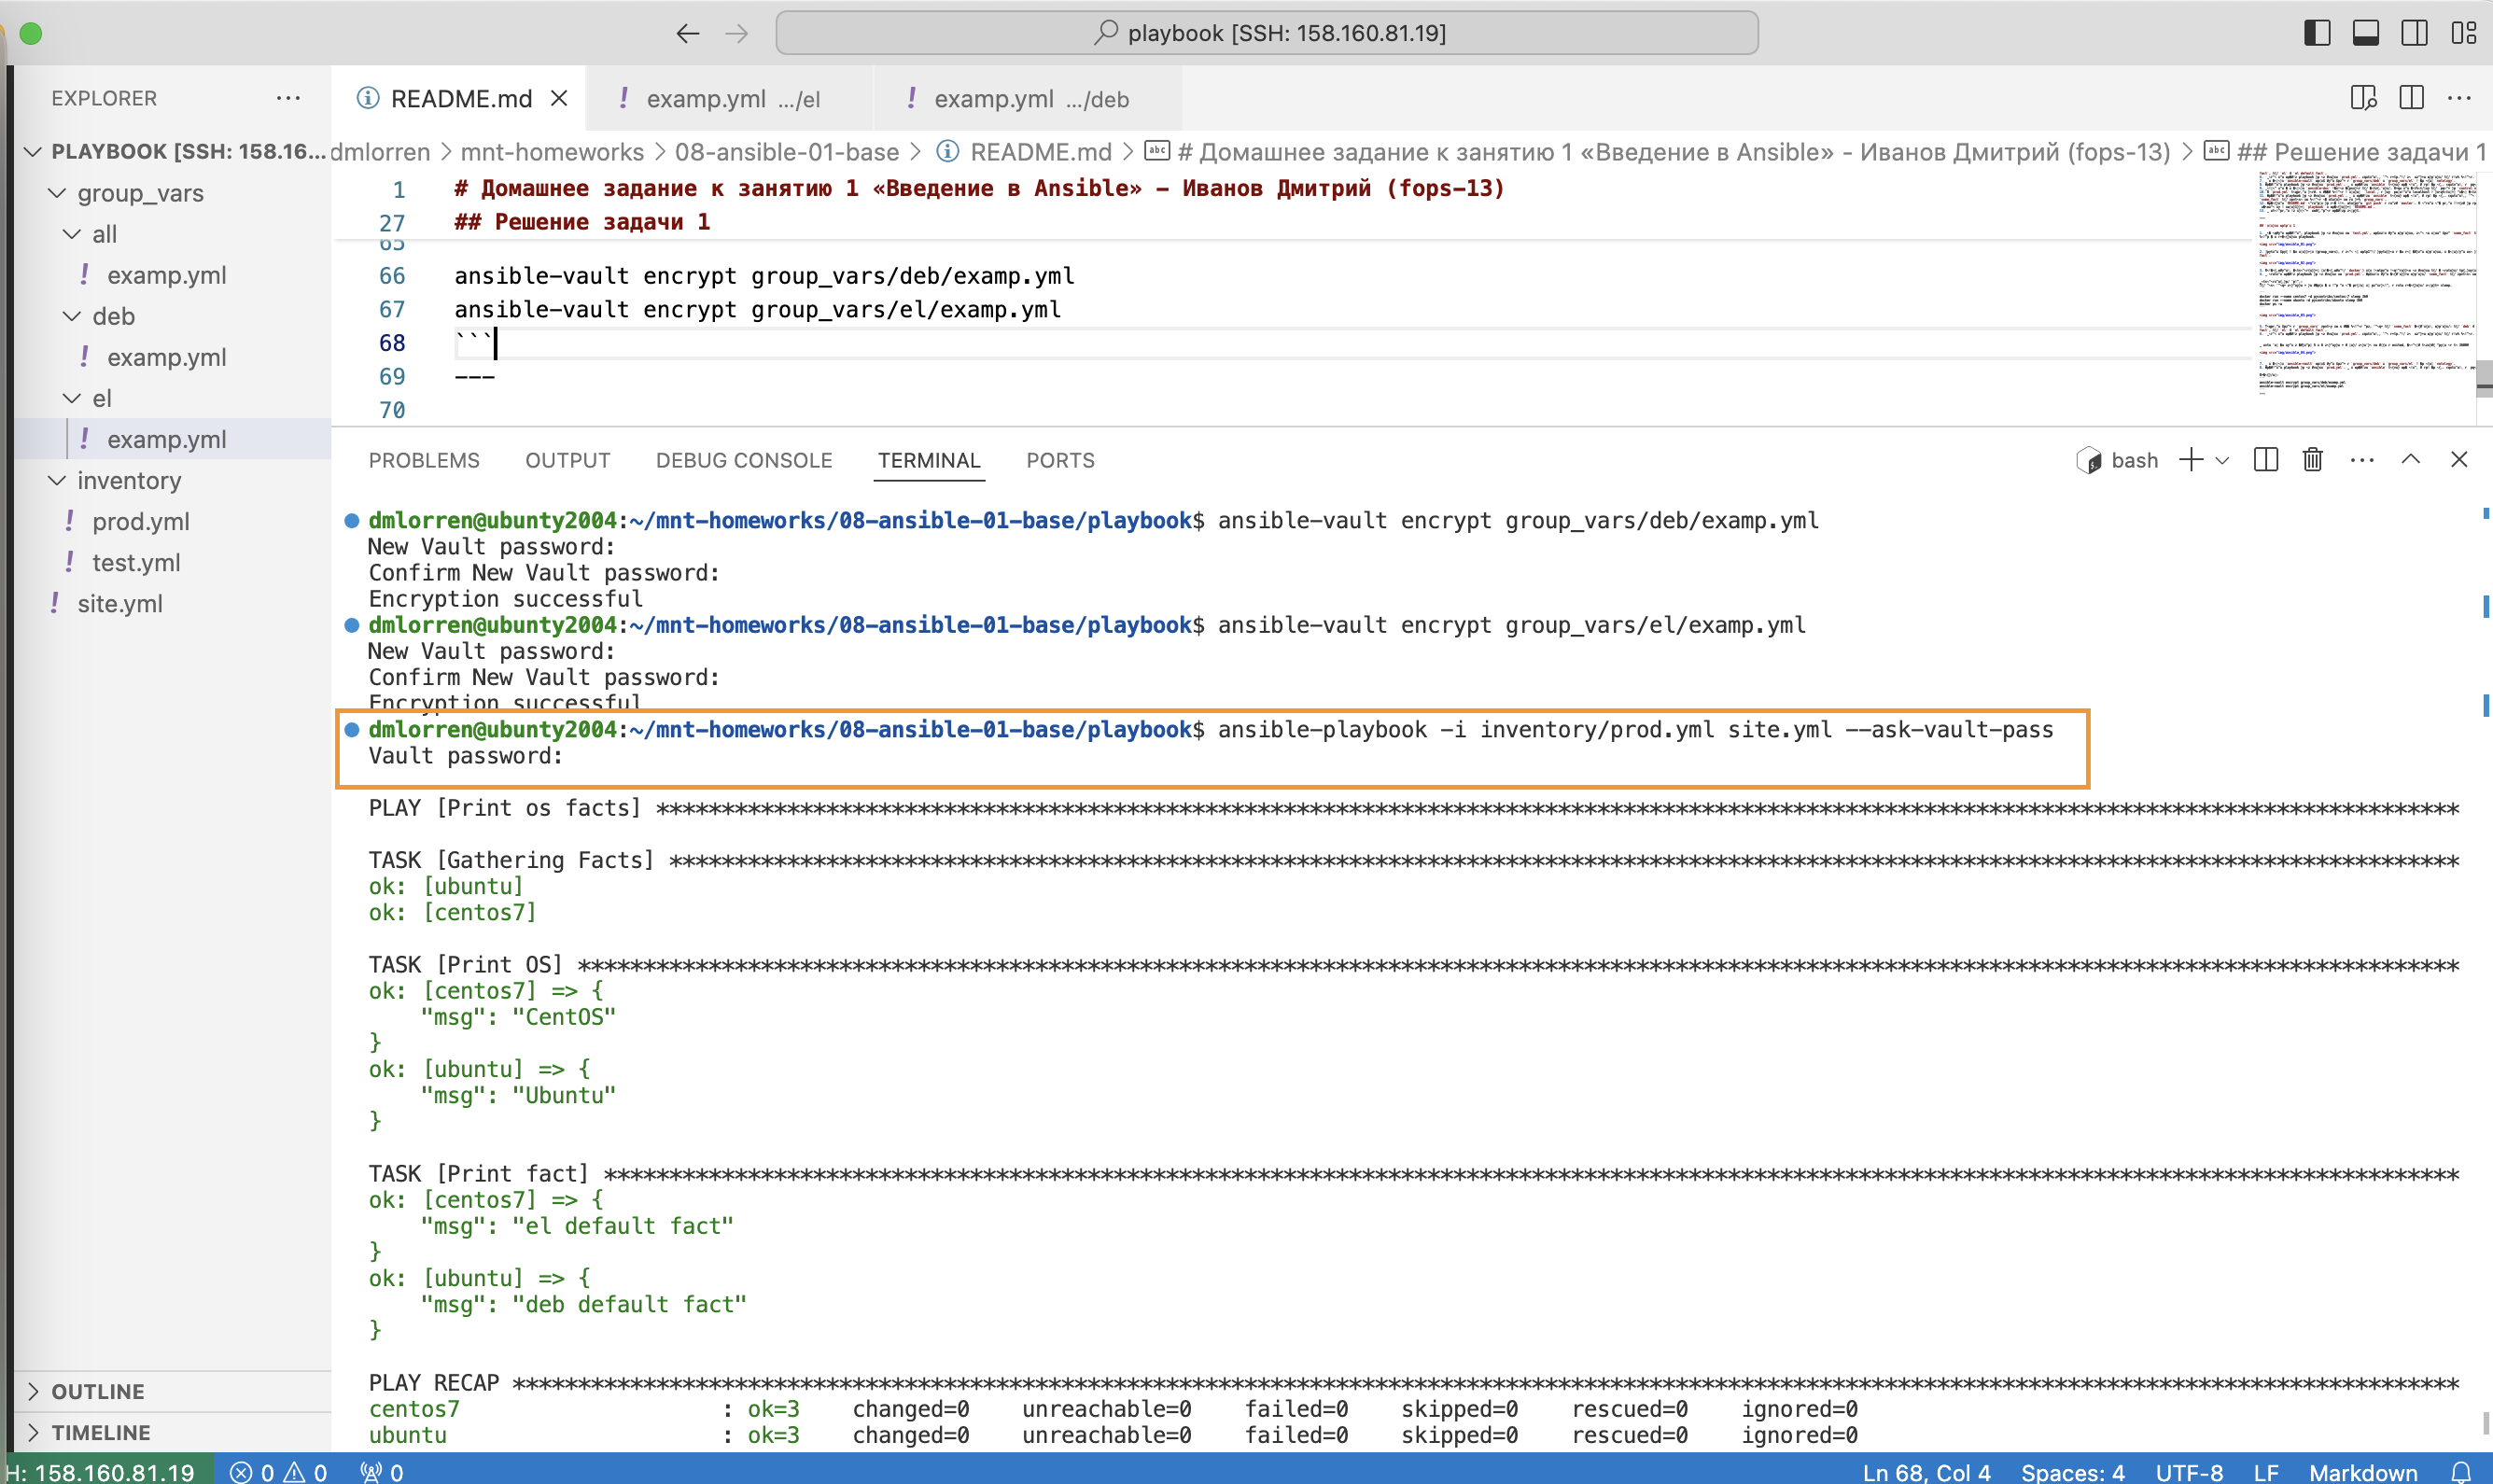 playbook [SSH: 158.160.81.19]
EXPLORER
PLAYBOOK [SSH: 158.16...
group_vars
all
! examp.yml
deb
! examp.yml
el
! examp.yml
inventory
! prod.yml
! test.yml
! site.yml
OUTLINE
TIMELINE
README.md
! examp.yml .../el
! examp.yml .../deb
dmlorren > mnt-homeworks > 08-ansible-01-base > README.md > abc # Домашнее задание к занятию 1 «Введение в Ansible» - Иванов Дмитрий (fops-13) > abc ## Решение задачи 1
1 # Домашнее задание к занятию 1 «Введение в Ansible» - Иванов Дмитрий (fops-13)
27 ## Решение задачи 1
65
66 ansible-vault encrypt group_vars/deb/examp.yml
67 ansible-vault encrypt group_vars/el/examp.yml
68 ```
69 ---
70
PROBLEMS OUTPUT DEBUG CONSOLE TERMINAL PORTS
bash
dmlorren@ubunty2004:~/mnt-homeworks/08-ansible-01-base/playbook$ ansible-vault encrypt group_vars/deb/examp.yml
New Vault password:
Confirm New Vault password:
Encryption successful
dmlorren@ubunty2004:~/mnt-homeworks/08-ansible-01-base/playbook$ ansible-vault encrypt group_vars/el/examp.yml
New Vault password:
Confirm New Vault password:
Encryption successful
dmlorren@ubunty2004:~/mnt-homeworks/08-ansible-01-base/playbook$ ansible-playbook -i inventory/prod.yml site.yml --ask-vault-pass
Vault password:
PLAY [Print os facts] ******************************************************************************************************************************************
TASK [Gathering Facts] *****************************************************************************************************************************************
ok: [ubuntu]
ok: [centos7]
TASK [Print OS] ************************************************************************************************************************************************
ok: [centos7] => {
"msg": "CentOS"
}
ok: [ubuntu] => {
"msg": "Ubuntu"
}
TASK [Print fact] **********************************************************************************************************************************************
ok: [centos7] => {
"msg": "el default fact"
}
ok: [ubuntu] => {
"msg": "deb default fact"
}
PLAY RECAP *****************************************************************************************************************************************************
centos7 : ok=3 changed=0 unreachable=0 failed=0 skipped=0 rescued=0 ignored=0
ubuntu : ok=3 changed=0 unreachable=0 failed=0 skipped=0 rescued=0 ignored=0
H: 158.160.81.19 0 0 0 Ln 68, Col 4 Spaces: 4 UTF-8 LF Markdown